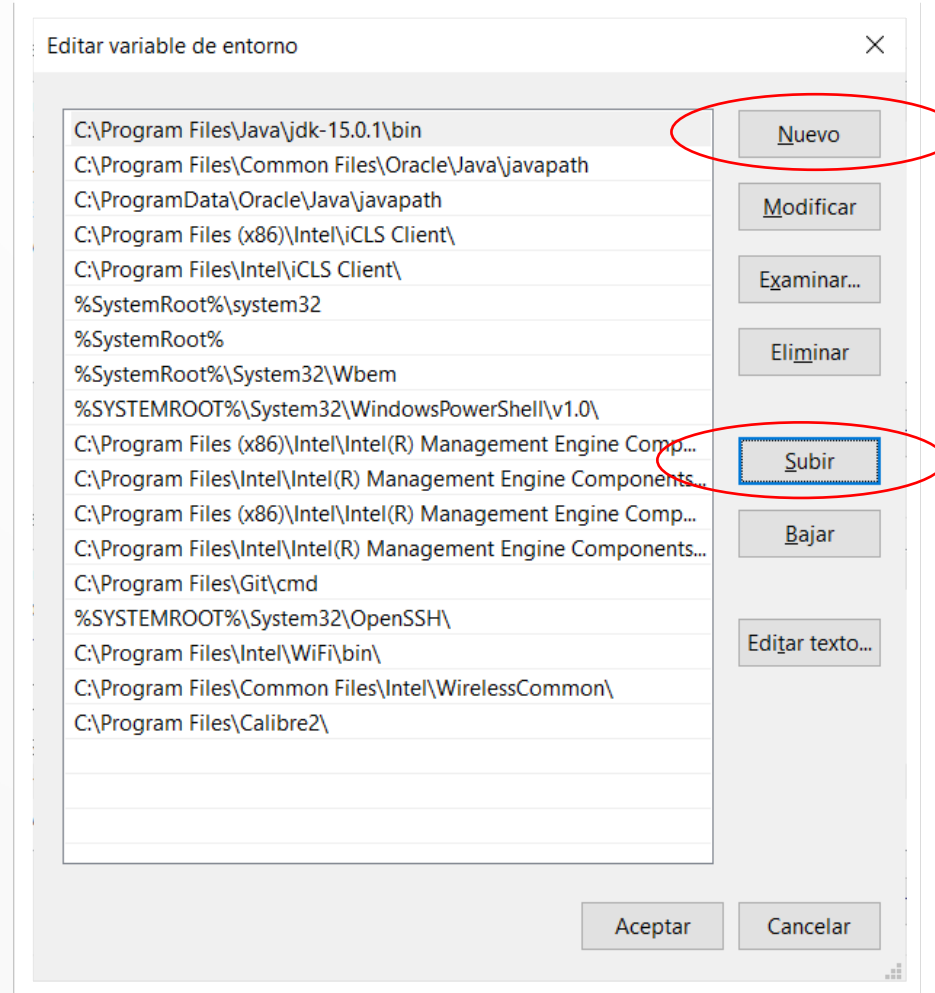 Editar variable de entorno
C:\Program Files\Java\jdk-15.0.1\bin
C:\Program Files\Common Files\Oracle\Java\javapath
C:\ProgramData\Oracle\Java\javapath
C:\Program Files (x86)\Intel\iCLS Client\
C:\Program Files\Intel\iCLS Client\
%SystemRoot%\system32
%SystemRoot%
%SystemRoot%\System32\Wbem
%SYSTEMROOT%\System32\WindowsPowerShell\v1.0\
C:\Program Files (x86)\Intel\Intel(R) Management Engine Comp...
C:\Program Files\Intel\Intel(R) Management Engine Components...
C:\Program Files (x86)\Intel\Intel(R) Management Engine Comp...
C:\Program Files\Intel\Intel(R) Management Engine Components...
C:\Program Files\Git\cmd
%SYSTEMROOT%\System32\OpenSSH\
C:\Program Files\Intel\WiFi\bin\
C:\Program Files\Common Files\Intel\WirelessCommon\
C:\Program Files\Calibre2\
Nuevo
Modificar
Examinar...
Eliminar
Subir
Bajar
Editar texto...
Aceptar
Cancelar